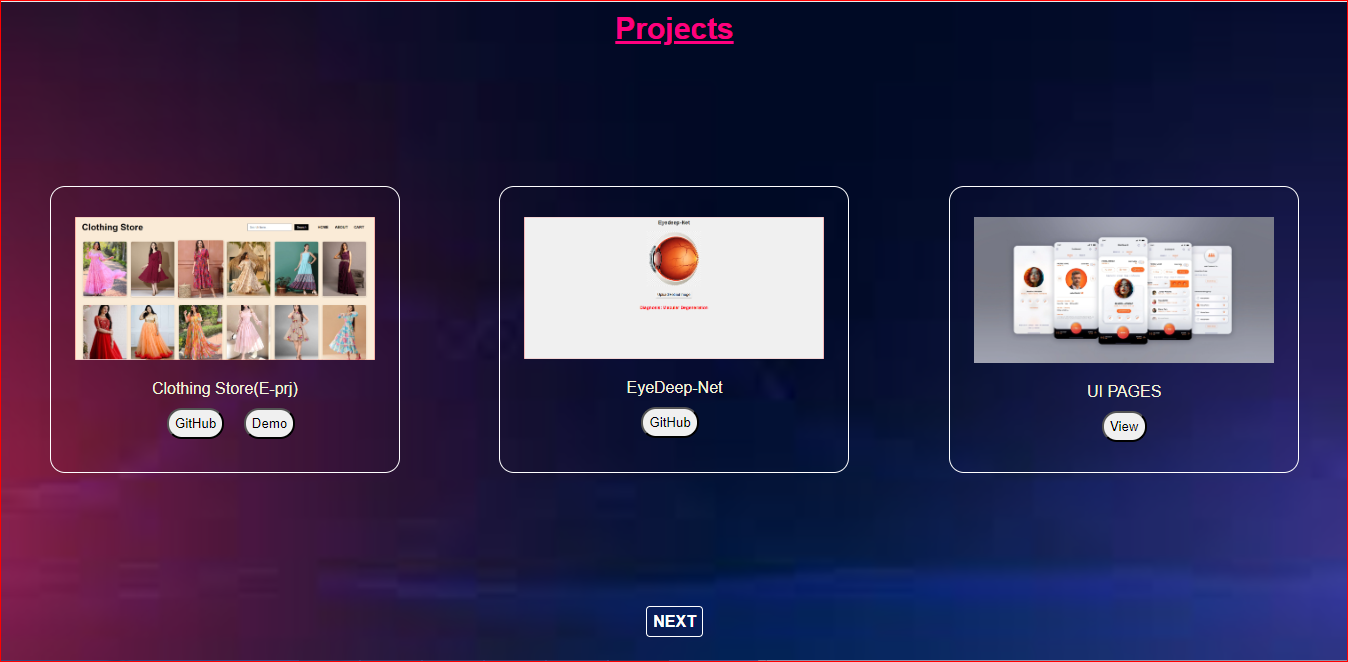 Projects
Clothing Store
HOME ABOUT CART
Eyedeep-Net
Clothing Store(E-prj)
GitHub Demo
EyeDeep-Net
GitHub
UI PAGES
View
NEXT